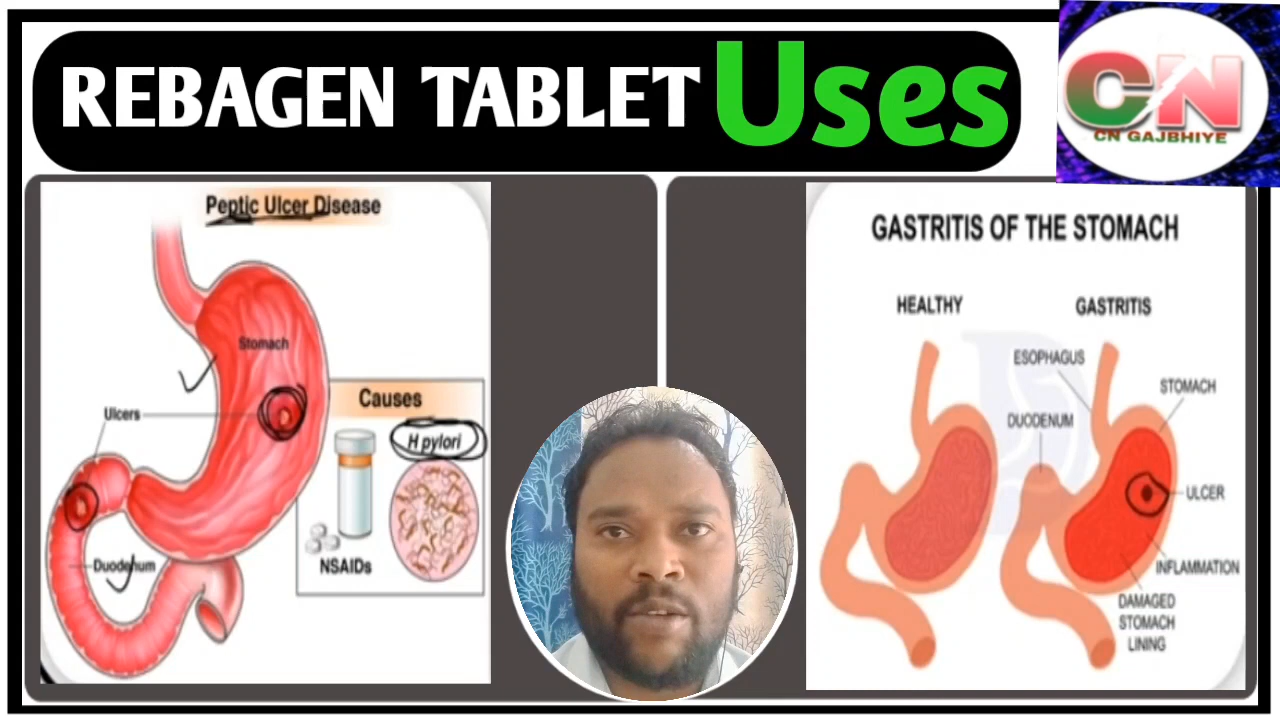 REBAGEN TABLET Uses
CN
CN GAJBHIYE
Peptic Ulcer Disease
Stomach
Ulcers
Duodenum
Causes
H pylori
NSAIDs
GASTRITIS OF THE STOMACH
HEALTHY
GASTRITIS
ESOPHAGUS
STOMACH
DUODENUM
ULCER
INFLAMMATION
DAMAGED
STOMACH
LINING